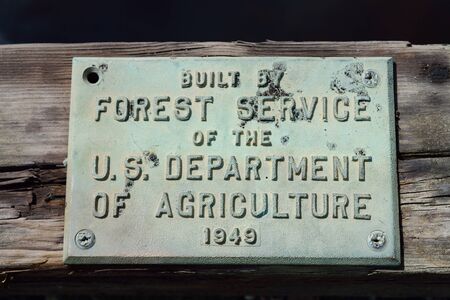 BUILT BY
FOREST SERVICE
OF THE
U.S. DEPARTMENT
OF AGRICULTURE
1949